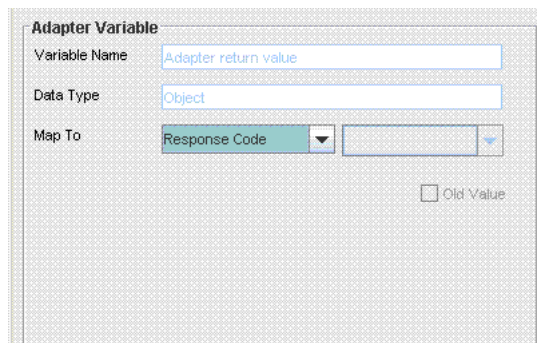 Adapter Variable
Variable Name Adapter return value
Data Type Object
Map To Response Code
Old Value